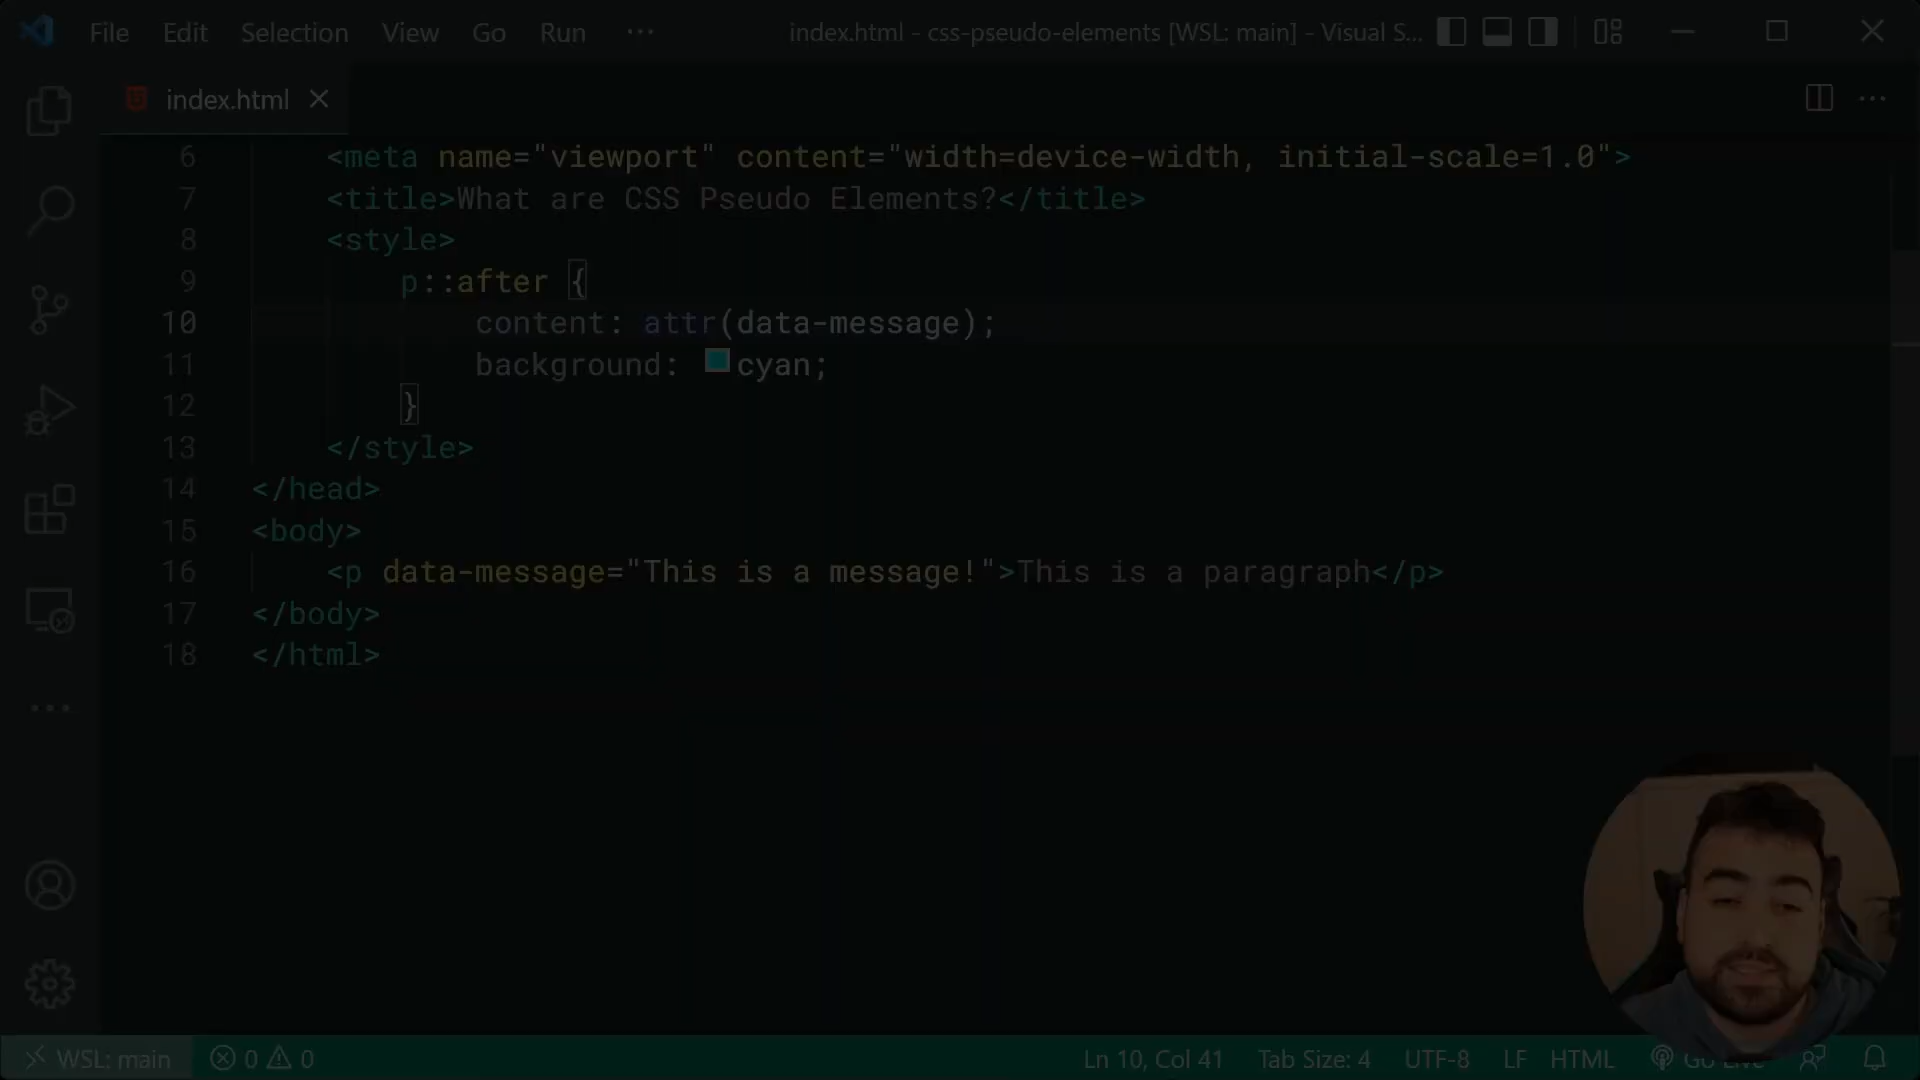 File Edit Selection View Go Run ··· index.html - css-pseudo-elements [WSL: main] - Visual S...
index.html
6 <meta name="viewport" content="width=device-width, initial-scale=1.0">
7 <title>What are CSS Pseudo Elements?</title>
8 <style>
9 p::after {
10 content: attr(data-message);
11 background: cyan;
12 }
13 </style>
14 </head>
15 <body>
16 <p data-message="This is a message!">This is a paragraph</p>
17 </body>
18 </html>
WSL: main 0 0 Ln 10, Col 41 Tab Size: 4 UTF-8 LF HTML Go Live